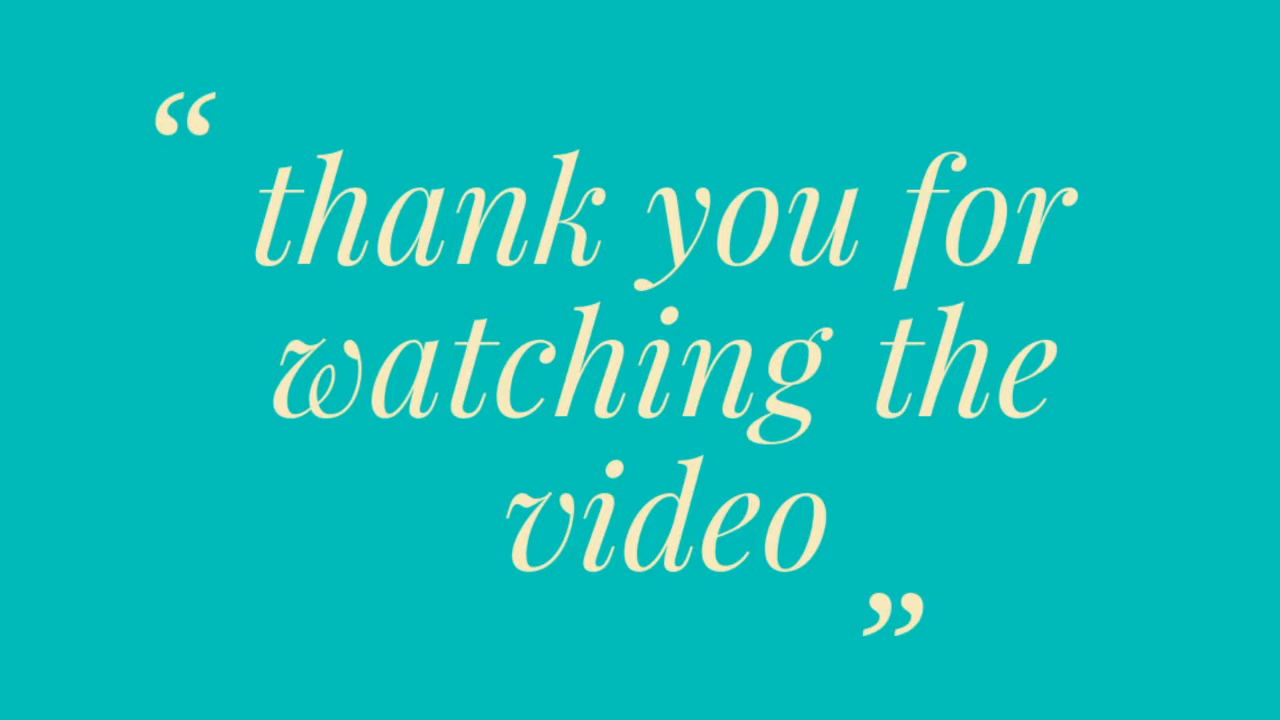 “
thank you for
watching the
video
”